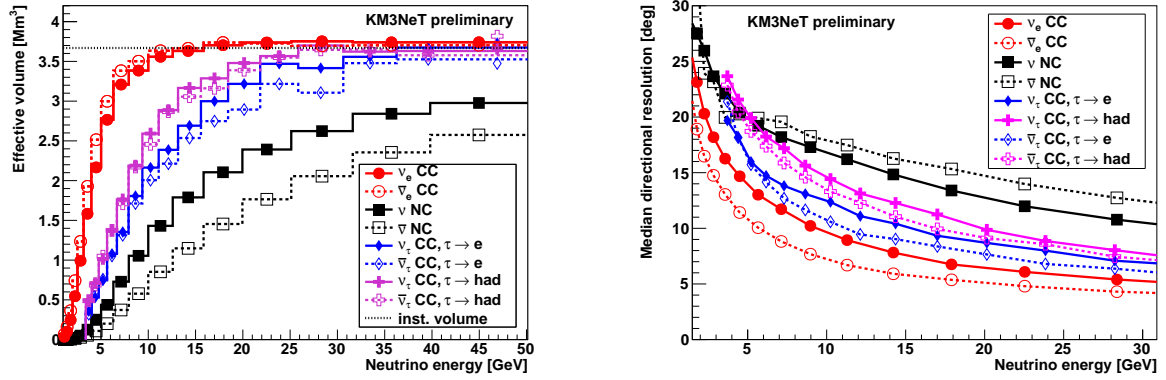 KM3NeT preliminary
Effective volume [Mm³]
4
3.5
3
2.5
2
1.5
1
0.5
0
5 10 15 20 25 30 35 40 45 50
Neutrino energy [GeV]
νₑ CC
ν̄ₑ CC
ν NC
ν̄ NC
ντ CC, τ→ e
ν̄τ CC, τ→ e
ντ CC, τ→ had
ν̄τ CC, τ→ had
inst. volume
KM3NeT preliminary
Median directional resolution [deg]
30
25
20
15
10
5
0
5 10 15 20 25 30
Neutrino energy [GeV]
νₑ CC
ν̄ₑ CC
ν NC
ν̄ NC
ντ CC, τ→ e
ντ CC, τ→ had
ν̄τ CC, τ→ e
ν̄τ CC, τ→ had